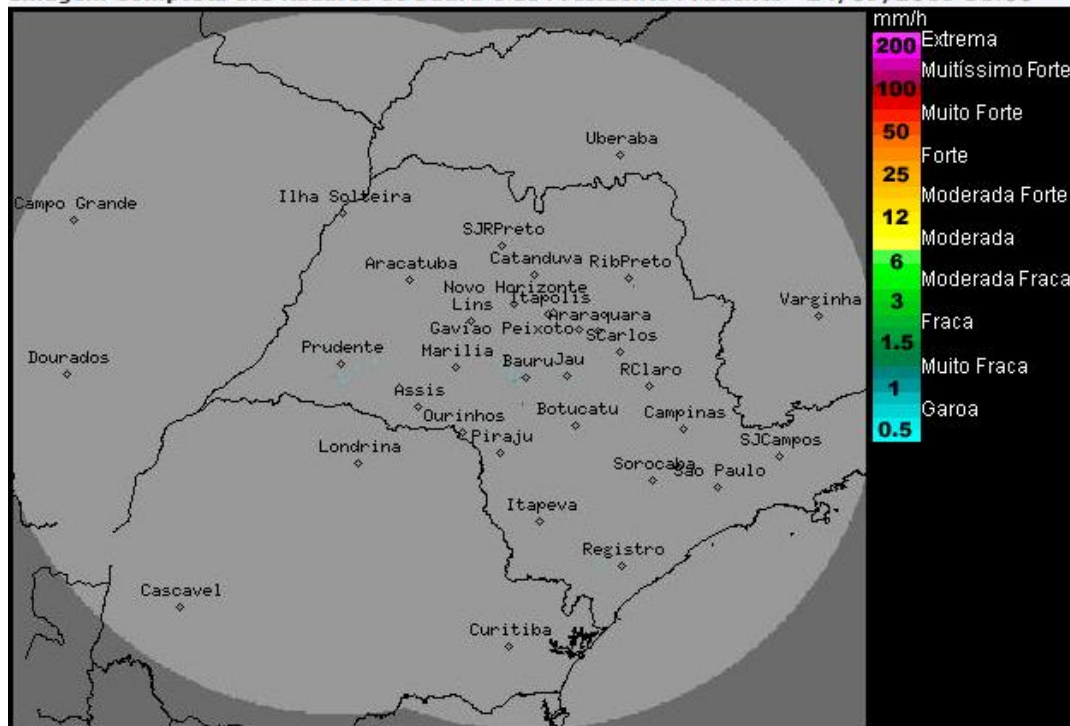 mm/h
200 Extrema
Muitíssimo Forte
100
Muito Forte
50
Forte
25
Moderada Forte
12
Moderada
6
Moderada Fraca
3
Fraca
1.5
Muito Fraca
1
Garoa
0.5
Uberaba
Campo Grande
Ilha Solteira
SJRPreto
Aracatuba
Catanduva
RibPreto
Novo Horizonte
Lins
Itapolis
Araraquara
Varginha
Gaviao Peixoto
SCarlos
Dourados
Prudente
Marilia
Bauru
Jau
RClaro
Assis
Ourinhos
Botucatu
Campinas
Piraju
Londrina
SJCampos
Sorocaba
Sao Paulo
Itapeva
Registro
Cascavel
Curitiba